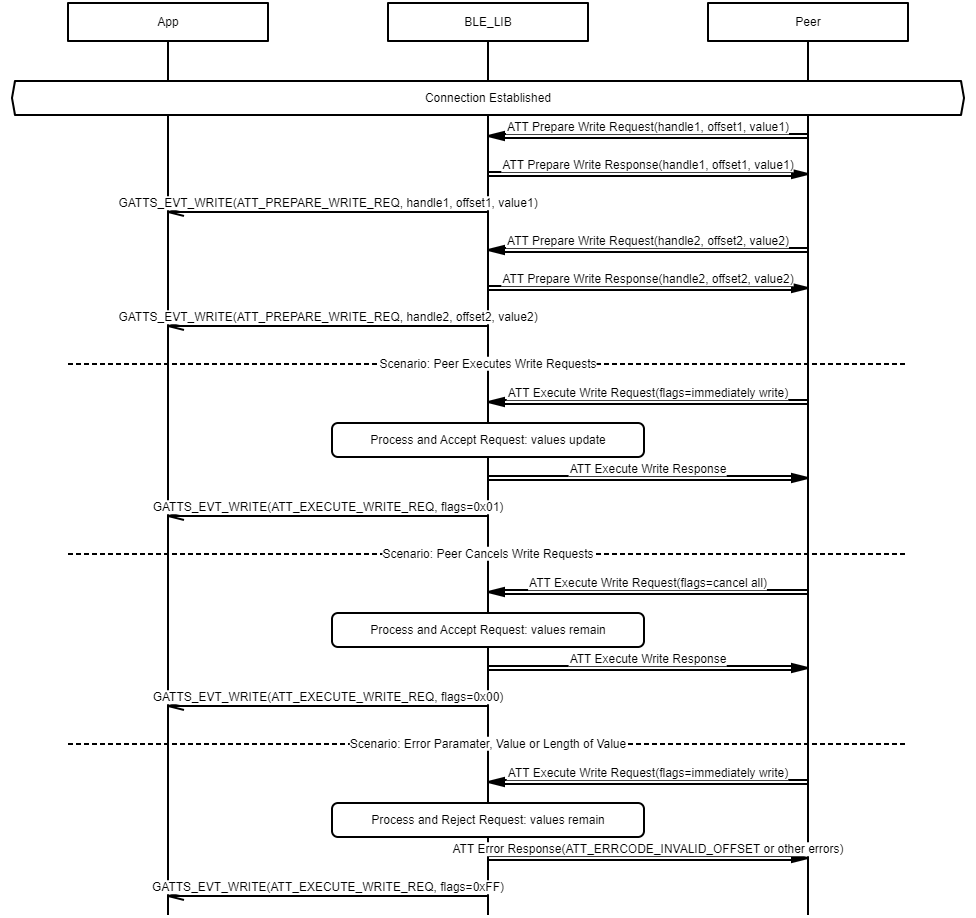 App
BLE_LIB
Peer
Connection Established
ATT Prepare Write Request(handle1, offset1, value1)
ATT Prepare Write Response(handle1, offset1, value1)
GATTS_EVT_WRITE(ATT_PREPARE_WRITE_REQ, handle1, offset1, value1)
ATT Prepare Write Request(handle2, offset2, value2)
ATT Prepare Write Response(handle2, offset2, value2)
GATTS_EVT_WRITE(ATT_PREPARE_WRITE_REQ, handle2, offset2, value2)
Scenario: Peer Executes Write Requests
ATT Execute Write Request(flags=immediately write)
Process and Accept Request: values update
ATT Execute Write Response
GATTS_EVT_WRITE(ATT_EXECUTE_WRITE_REQ, flags=0x01)
Scenario: Peer Cancels Write Requests
ATT Execute Write Request(flags=cancel all)
Process and Accept Request: values remain
ATT Execute Write Response
GATTS_EVT_WRITE(ATT_EXECUTE_WRITE_REQ, flags=0x00)
Scenario: Error Paramater, Value or Length of Value
ATT Execute Write Request(flags=immediately write)
Process and Reject Request: values remain
ATT Error Response(ATT_ERRCODE_INVALID_OFFSET or other errors)
GATTS_EVT_WRITE(ATT_EXECUTE_WRITE_REQ, flags=0xFF)